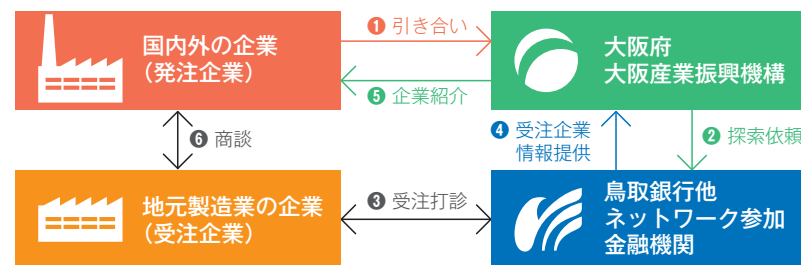 国内外の企業
（発注企業）
❶ 引き合い
大阪府
大阪産業振興機構
❺ 企業紹介
❻ 商談
❹ 受注企業
情報提供
❷ 探索依頼
地元製造業の企業
（受注企業）
❸ 受注打診
鳥取銀行他
ネットワーク参加
金融機関